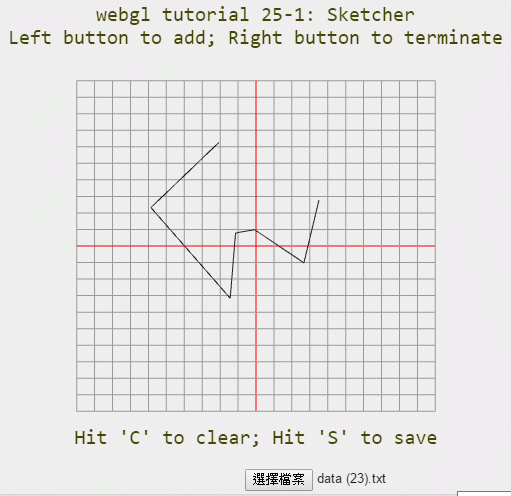 webgl tutorial 25-1: Sketcher
Left button to add; Right button to terminate
Hit 'C' to clear; Hit 'S' to save
選擇檔案 data (23).txt